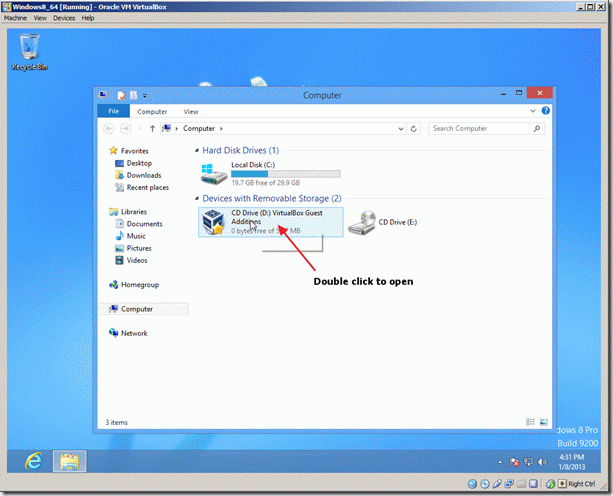 Windows8_64 [Running] - Oracle VM VirtualBox
Machine View Devices Help
Recycle Bin
Computer
File Computer View
Computer
Search Computer
Favorites
Desktop
Downloads
Recent places
Libraries
Documents
Music
Pictures
Videos
Homegroup
Computer
Network
Hard Disk Drives (1)
Local Disk (C:)
19.7 GB free of 29.9 GB
Devices with Removable Storage (2)
CD Drive (D:) VirtualBox Guest
Additions
0 bytes free of MB
CD Drive (E:)
Double click to open
3 items
dows 8 Pro
Build 9200
4:31 PM
1/8/2013
Right Ctrl